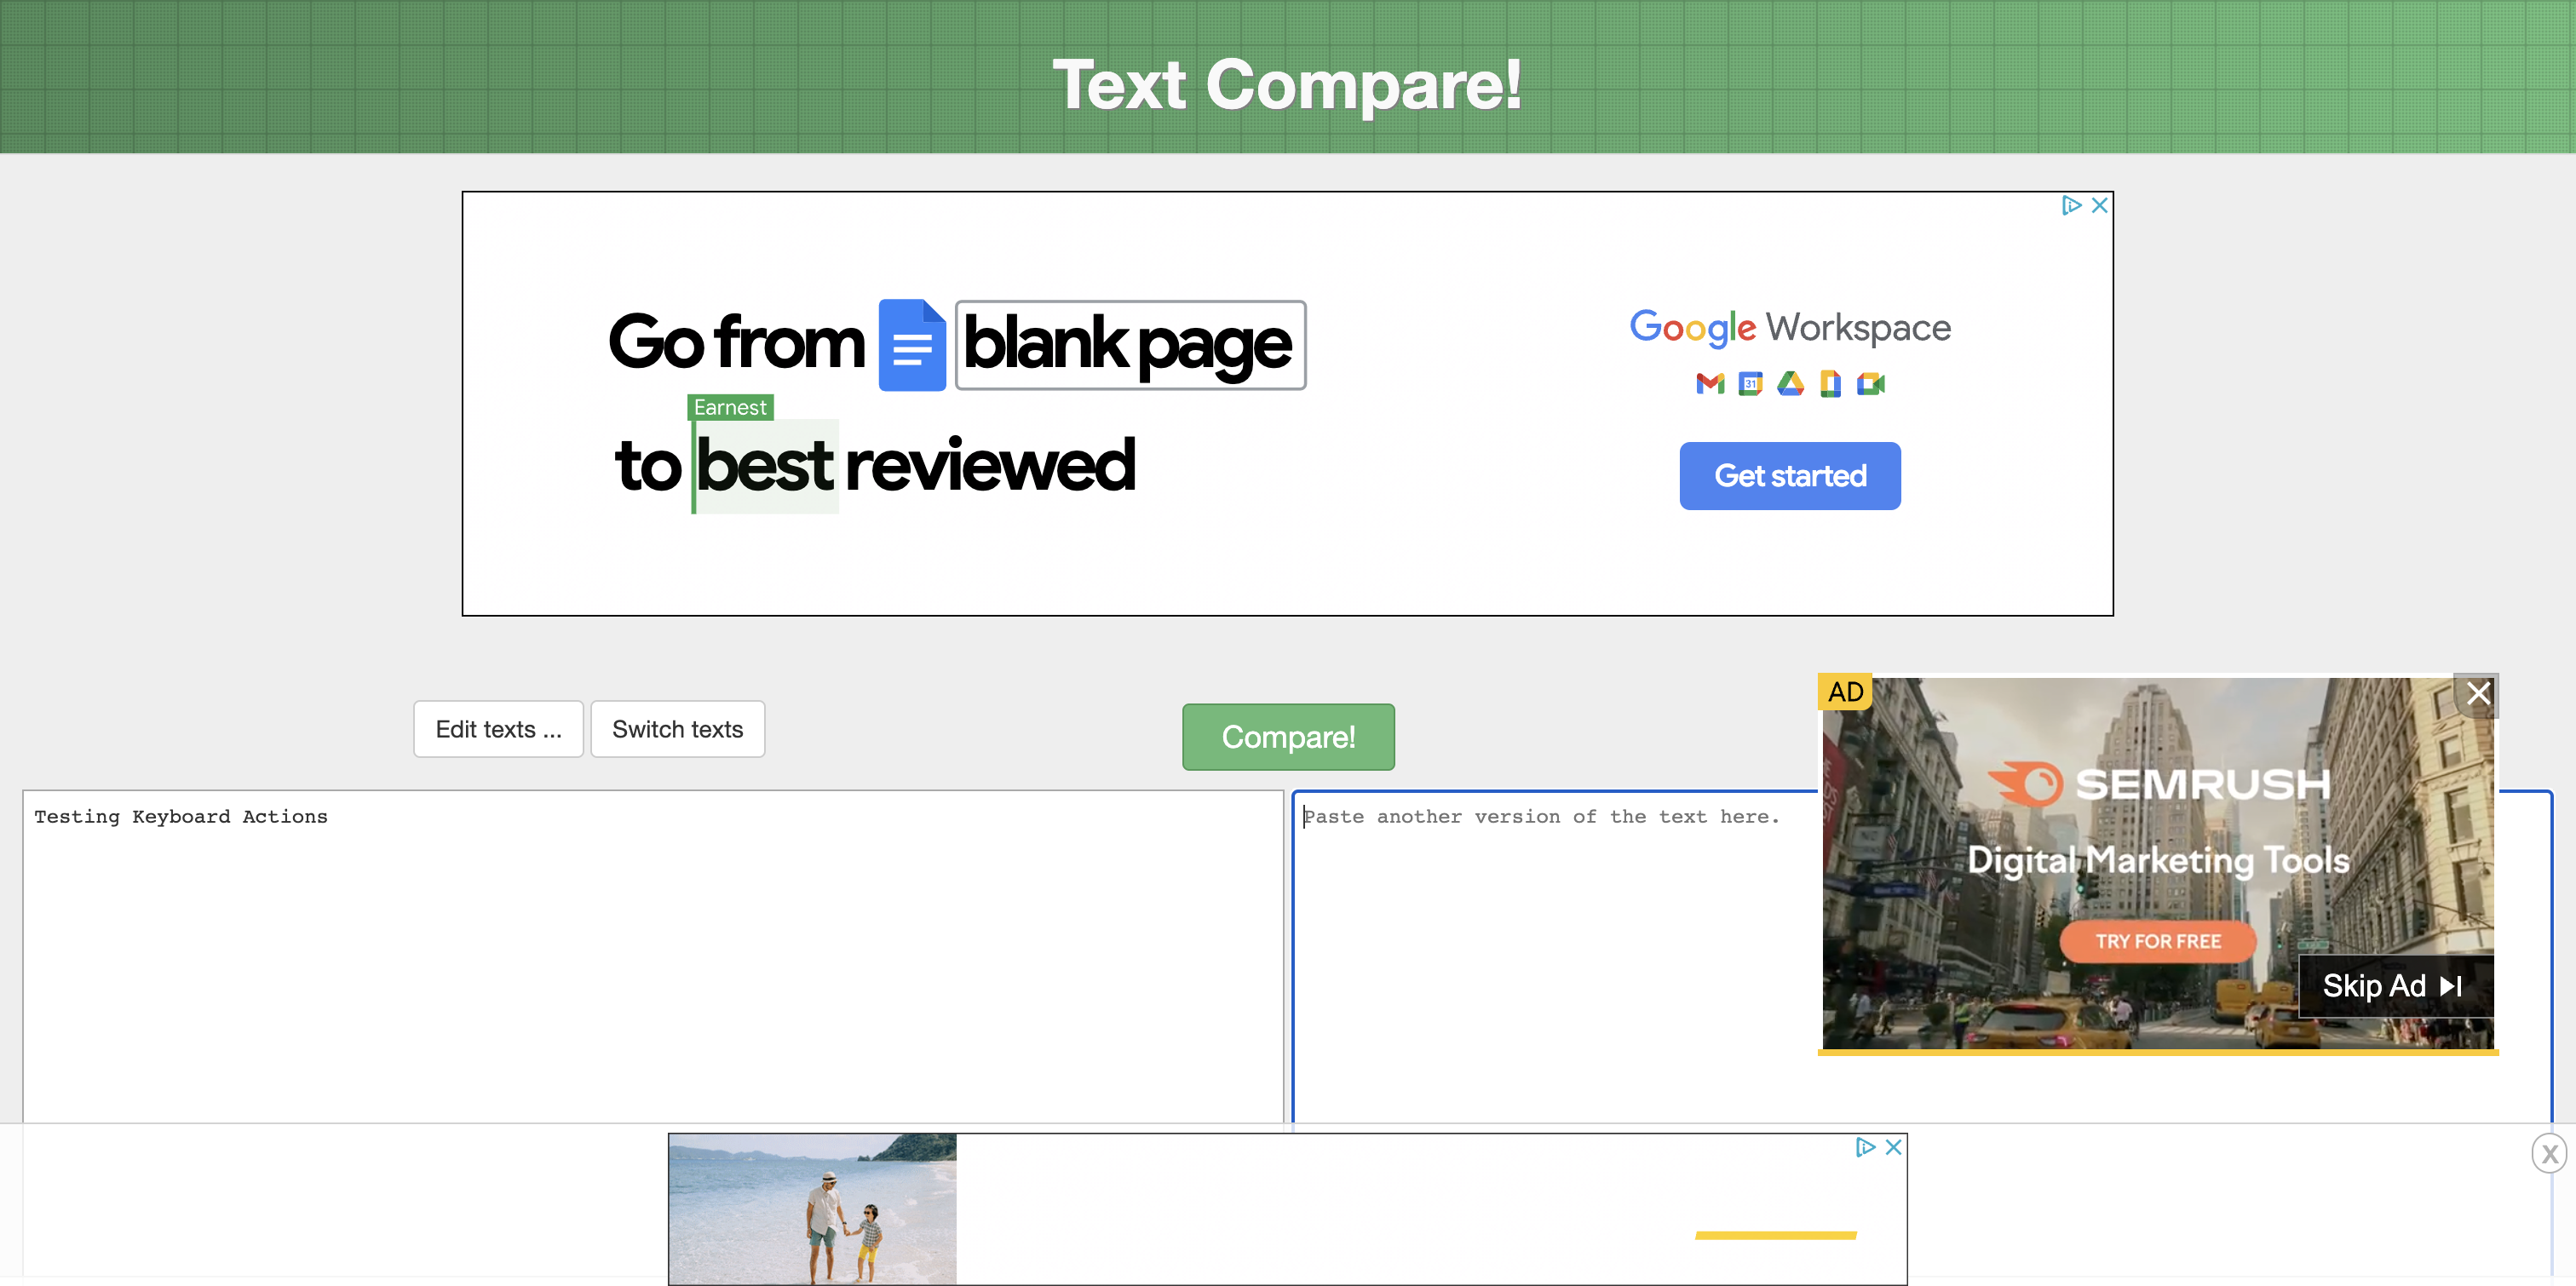 Text Compare!
Go from blank page
Earnest
to best reviewed
Google Workspace
31
Get started
Edit texts ...
Switch texts
Compare!
AD
SEMRUSH
Digital Marketing Tools
TRY FOR FREE
Skip Ad
Testing Keyboard Actions
Paste another version of the text here.
X